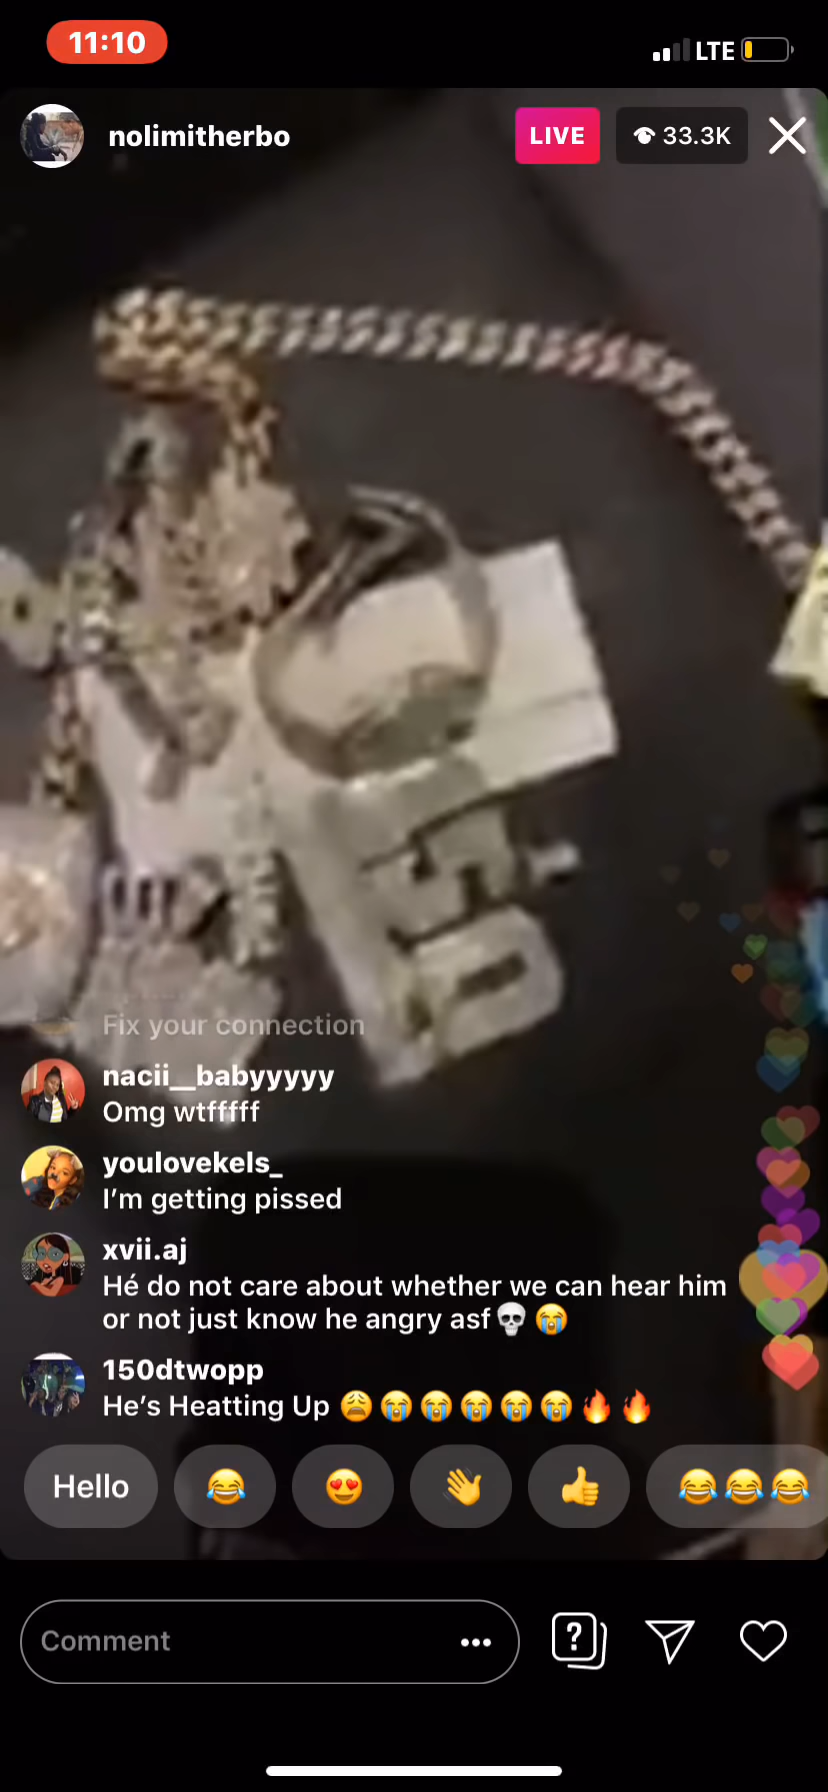 11:10
LTE
nolimitherbo
LIVE
33.3K
150
Fix your connection
nacii__babyyyyy
Omg wtfffff
youlovekels_
I'm getting pissed
xvii.aj
Hé do not care about whether we can hear him
or not just know he angry asf💀😭
150dtwopp
He's Heatting Up 😩😭😭😭😭😭🔥🔥
Hello 😂 😍 👋 👍 😂😂😂
Comment
?